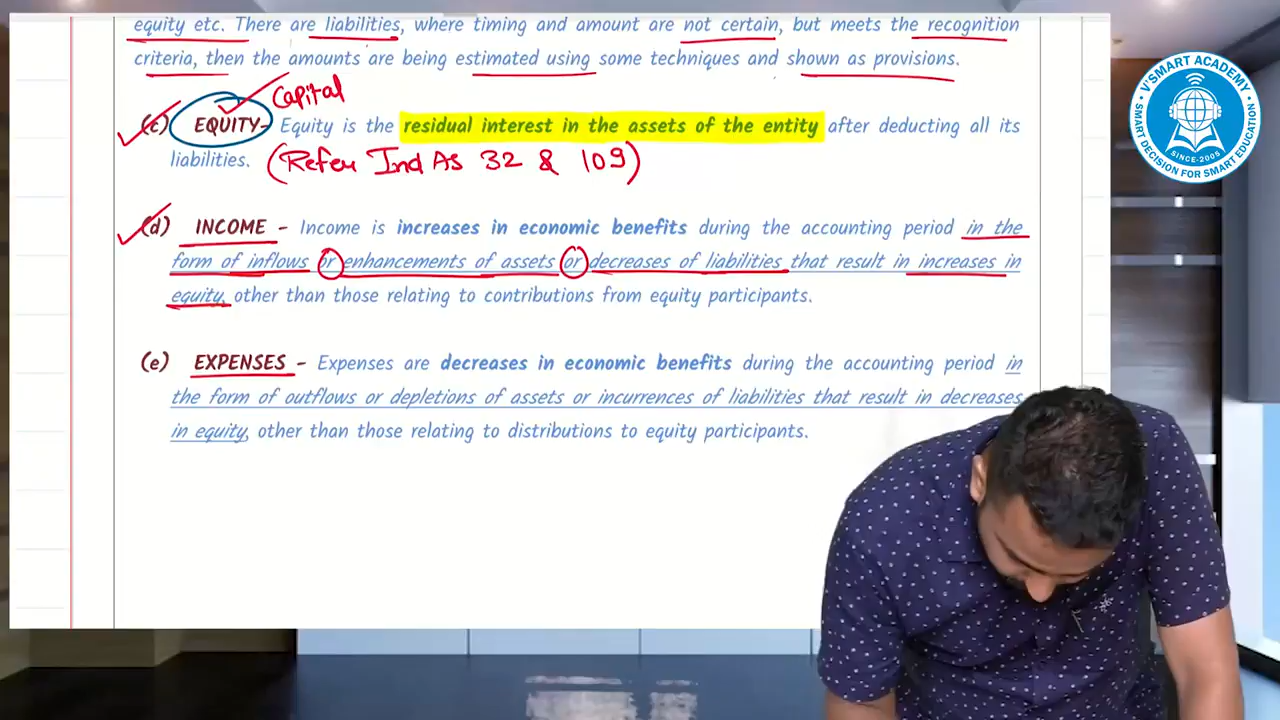 equity etc. There are liabilities, where timing and amount are not certain, but meets the recognition
criteria, then the amounts are being estimated using some techniques and shown as provisions.
Capital
(c) EQUITY- Equity is the residual interest in the assets of the entity after deducting all its
liabilities. (Refer Ind As 32 & 109)
(d) INCOME - Income is increases in economic benefits during the accounting period in the
form of inflows or enhancements of assets or decreases of liabilities that result in increases in
equity, other than those relating to contributions from equity participants.
(e) EXPENSES - Expenses are decreases in economic benefits during the accounting period in
the form of outflows or depletions of assets or incurrences of liabilities that result in decreases
in equity, other than those relating to distributions to equity participants.
V'SMART ACADEMY
SMART DECISION FOR SMART EDUCATION
SINCE-2006